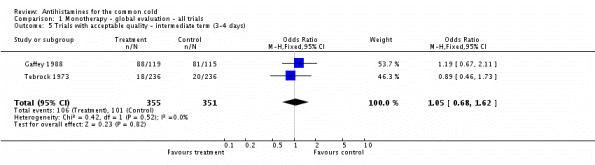 Review: Antihistamines for the common cold
Comparison: 1 Monotherapy - global evaluation - all trials
Outcome: 5 Trials with acceptable quality - intermediate term (3-4 days)
Study or subgroup Treatment Control Odds Ratio Weight Odds Ratio
n/N n/N M-H,Fixed,95% CI M-H,Fixed,95% CI
Gaffey 1988 88/119 81/115 53.7 % 1.19 [ 0.67, 2.11 ]
Tebrock 1973 18/236 20/236 46.3 % 0.89 [ 0.46, 1.73 ]
Total (95% CI) 355 351 100.0 % 1.05 [ 0.68, 1.62 ]
Total events: 106 (Treatment), 101 (Control)
Heterogeneity: Chi² = 0.42, df = 1 (P = 0.52); I² =0.0%
Test for overall effect: Z = 0.23 (P = 0.82)
0.1 0.2 0.5 1 2 5 10
Favours treatment Favours control